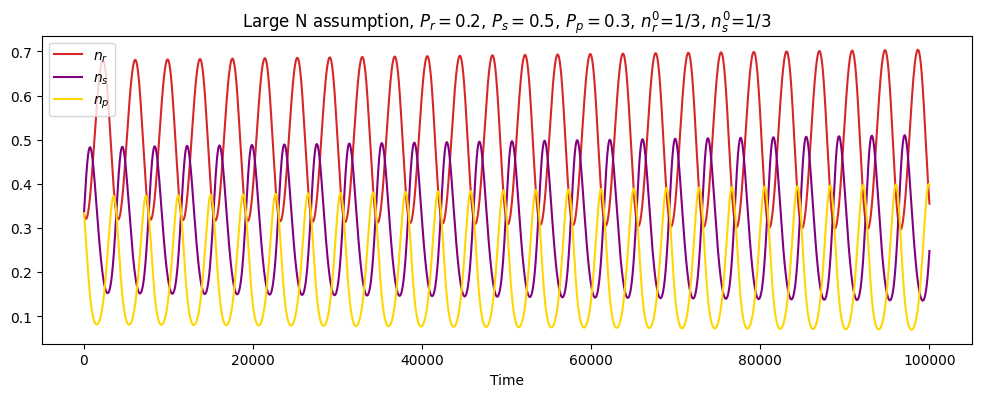 Large N assumption, $P_r = 0.2$, $P_s = 0.5$, $P_p = 0.3$, $n_r^0$=1/3, $n_s^0$=1/3
$n_r$
$n_s$
$n_p$
0.7
0.6
0.5
0.4
0.3
0.2
0.1
0 20000 40000 60000 80000 100000
Time